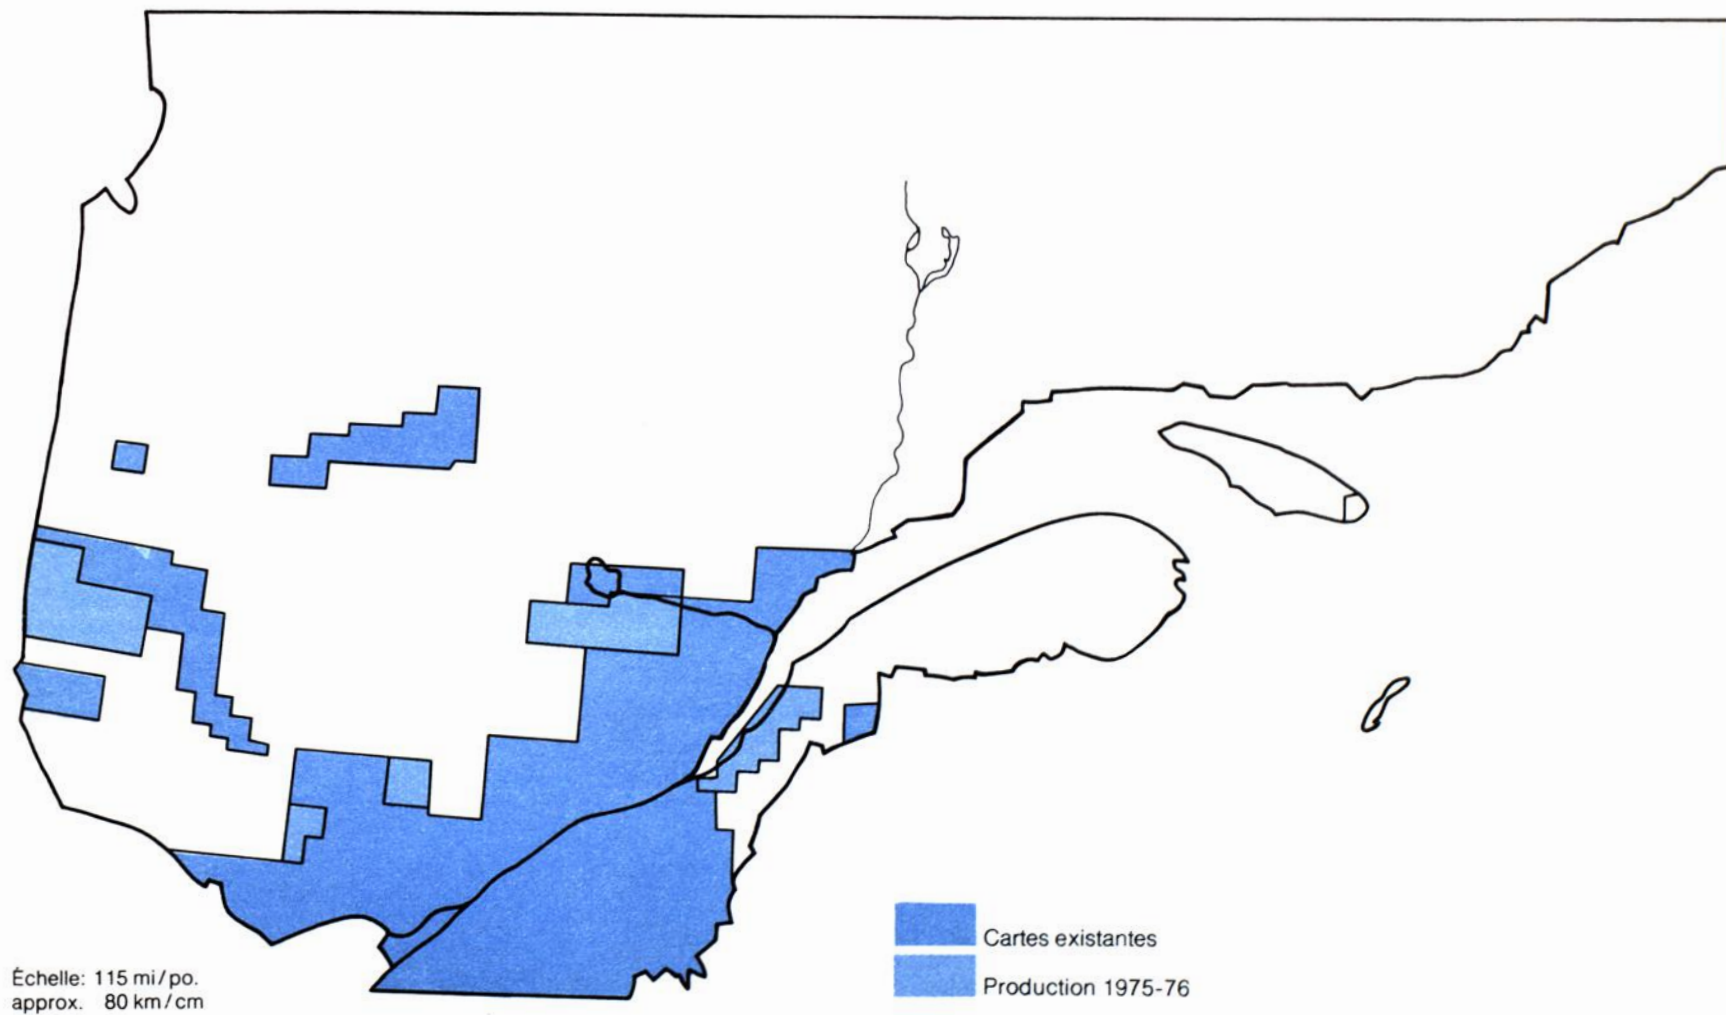 Cartes existantes
Production 1975-76
Échelle: 115 mi/po.
approx. 80 km/cm